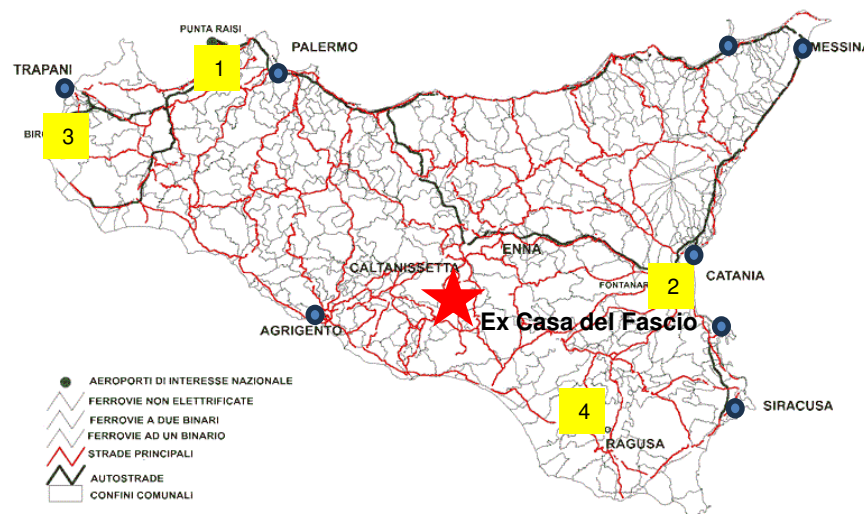 PUNTA RAISI
PALERMO
MESSINA
TRAPANI
1
3
ENNA
CALTANISSETTA
CATANIA
2
AGRIGENTO
Ex Casa del Fascio
SIRACUSA
4
RAGUSA
AEROPORTI DI INTERESSE NAZIONALE
FERROVIE NON ELETTRIFICATE
FERROVIE A DUE BINARI
FERROVIE AD UN BINARIO
STRADE PRINCIPALI
AUTOSTRADE
CONFINI COMUNALI